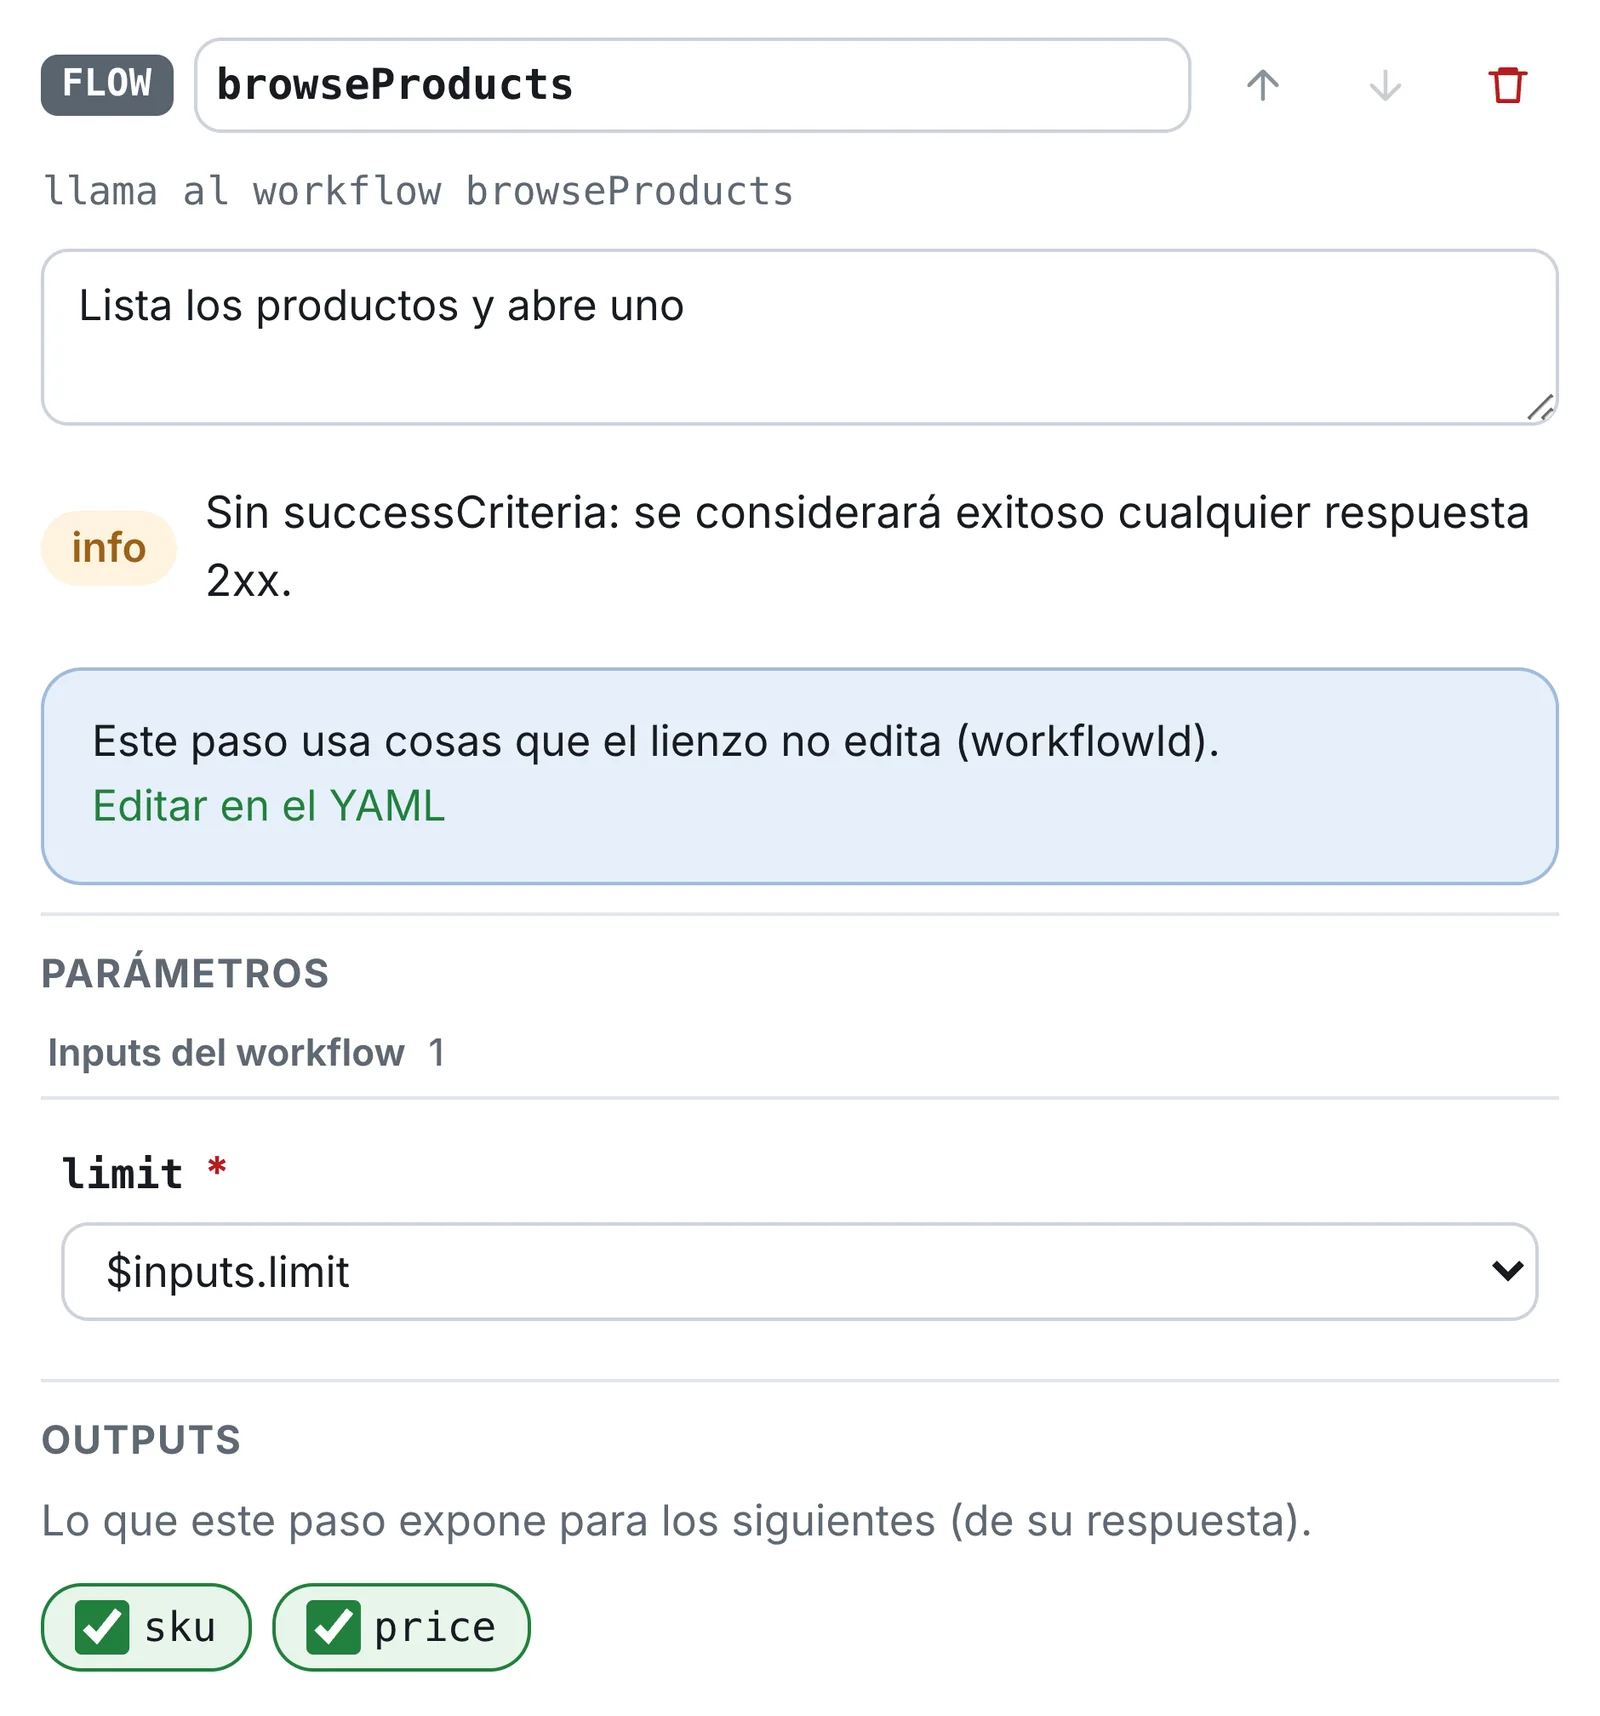 FLOW browseProducts
llama al workflow browseProducts
Lista los productos y abre uno
info
Sin successCriteria: se considerará exitoso cualquier respuesta
2xx.
Este paso usa cosas que el lienzo no edita (workflowId).
Editar en el YAML
PARÁMETROS
Inputs del workflow 1
limit *
$inputs.limit
OUTPUTS
Lo que este paso expone para los siguientes (de su respuesta).
sku price